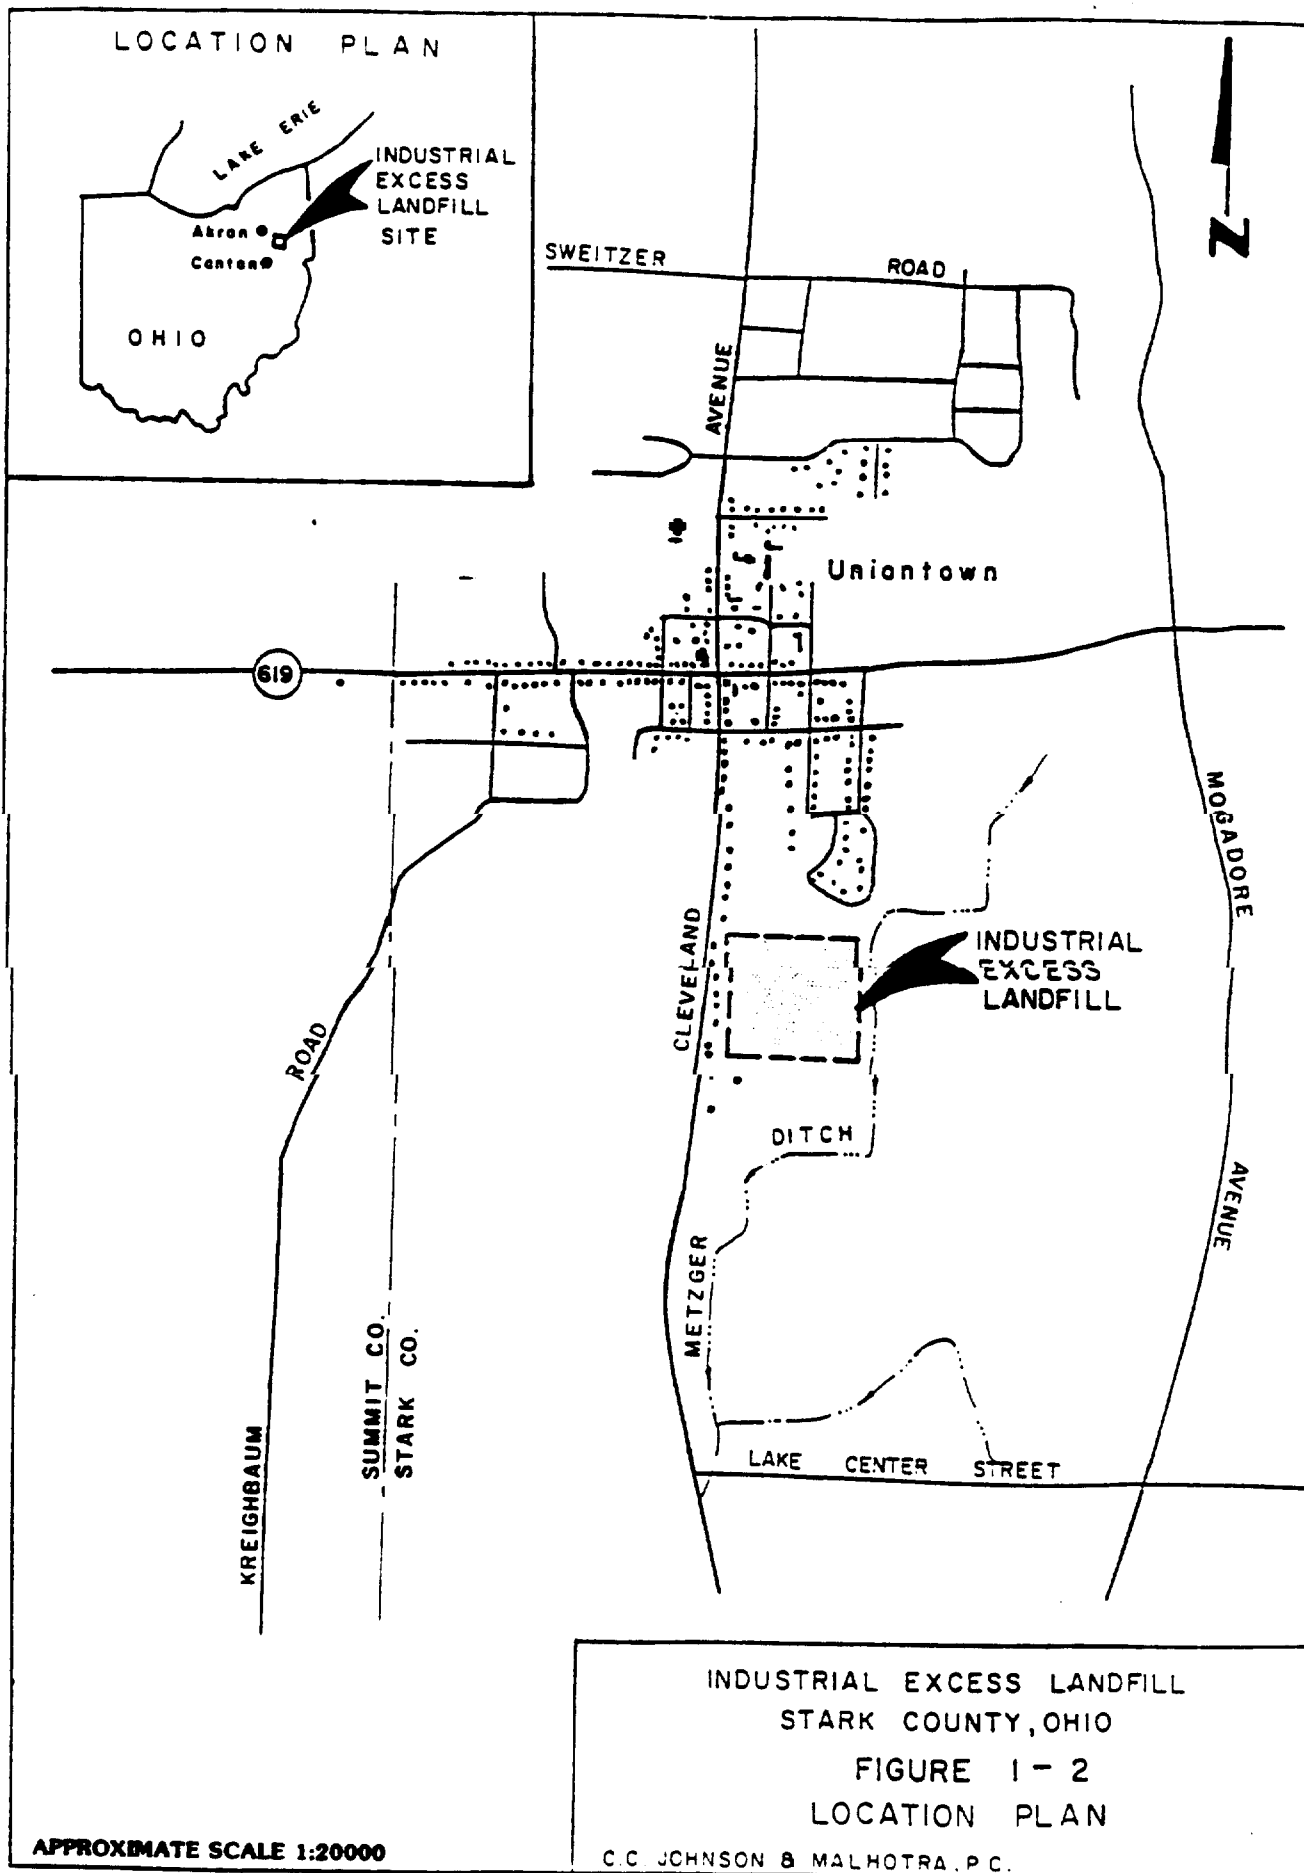 LOCATION PLAN
LAKE ERIE
INDUSTRIAL
EXCESS
LANDFILL
SITE
Akron
Canton
OHIO
N
SWEITZER ROAD
AVENUE
Uniontown
619
MOGADORE
CLEVELAND
INDUSTRIAL
EXCESS
LANDFILL
ROAD
DITCH
AVENUE
METZGER
SUMMIT CO.
STARK CO.
KREIGHBAUM
LAKE CENTER STREET
INDUSTRIAL EXCESS LANDFILL
STARK COUNTY, OHIO
FIGURE 1-2
LOCATION PLAN
APPROXIMATE SCALE 1:20000
C.C. JOHNSON & MALHOTRA, P.C.